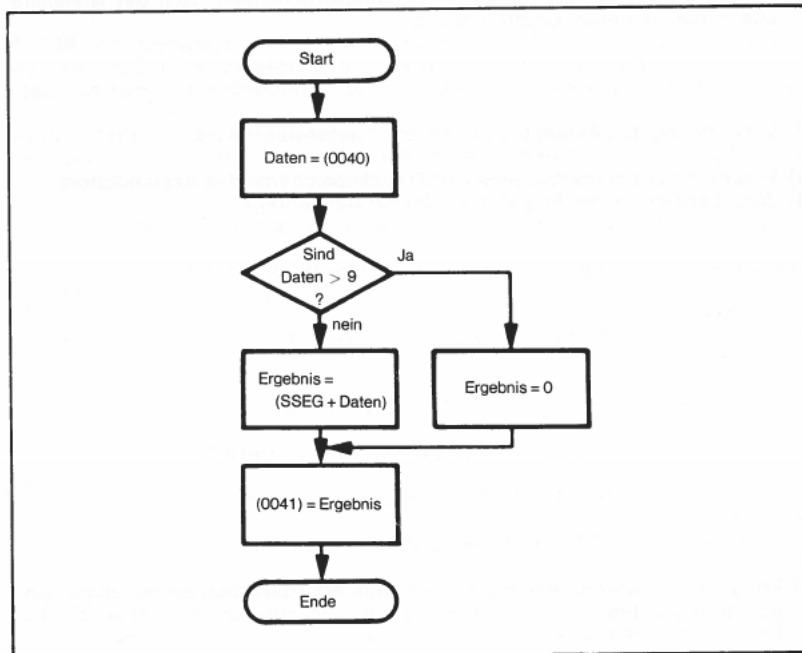 Start
Daten = (0040)
Sind
Daten > 9
?
Ja
nein
Ergebnis =
(SSEG + Daten)
Ergebnis = 0
(0041) = Ergebnis
Ende